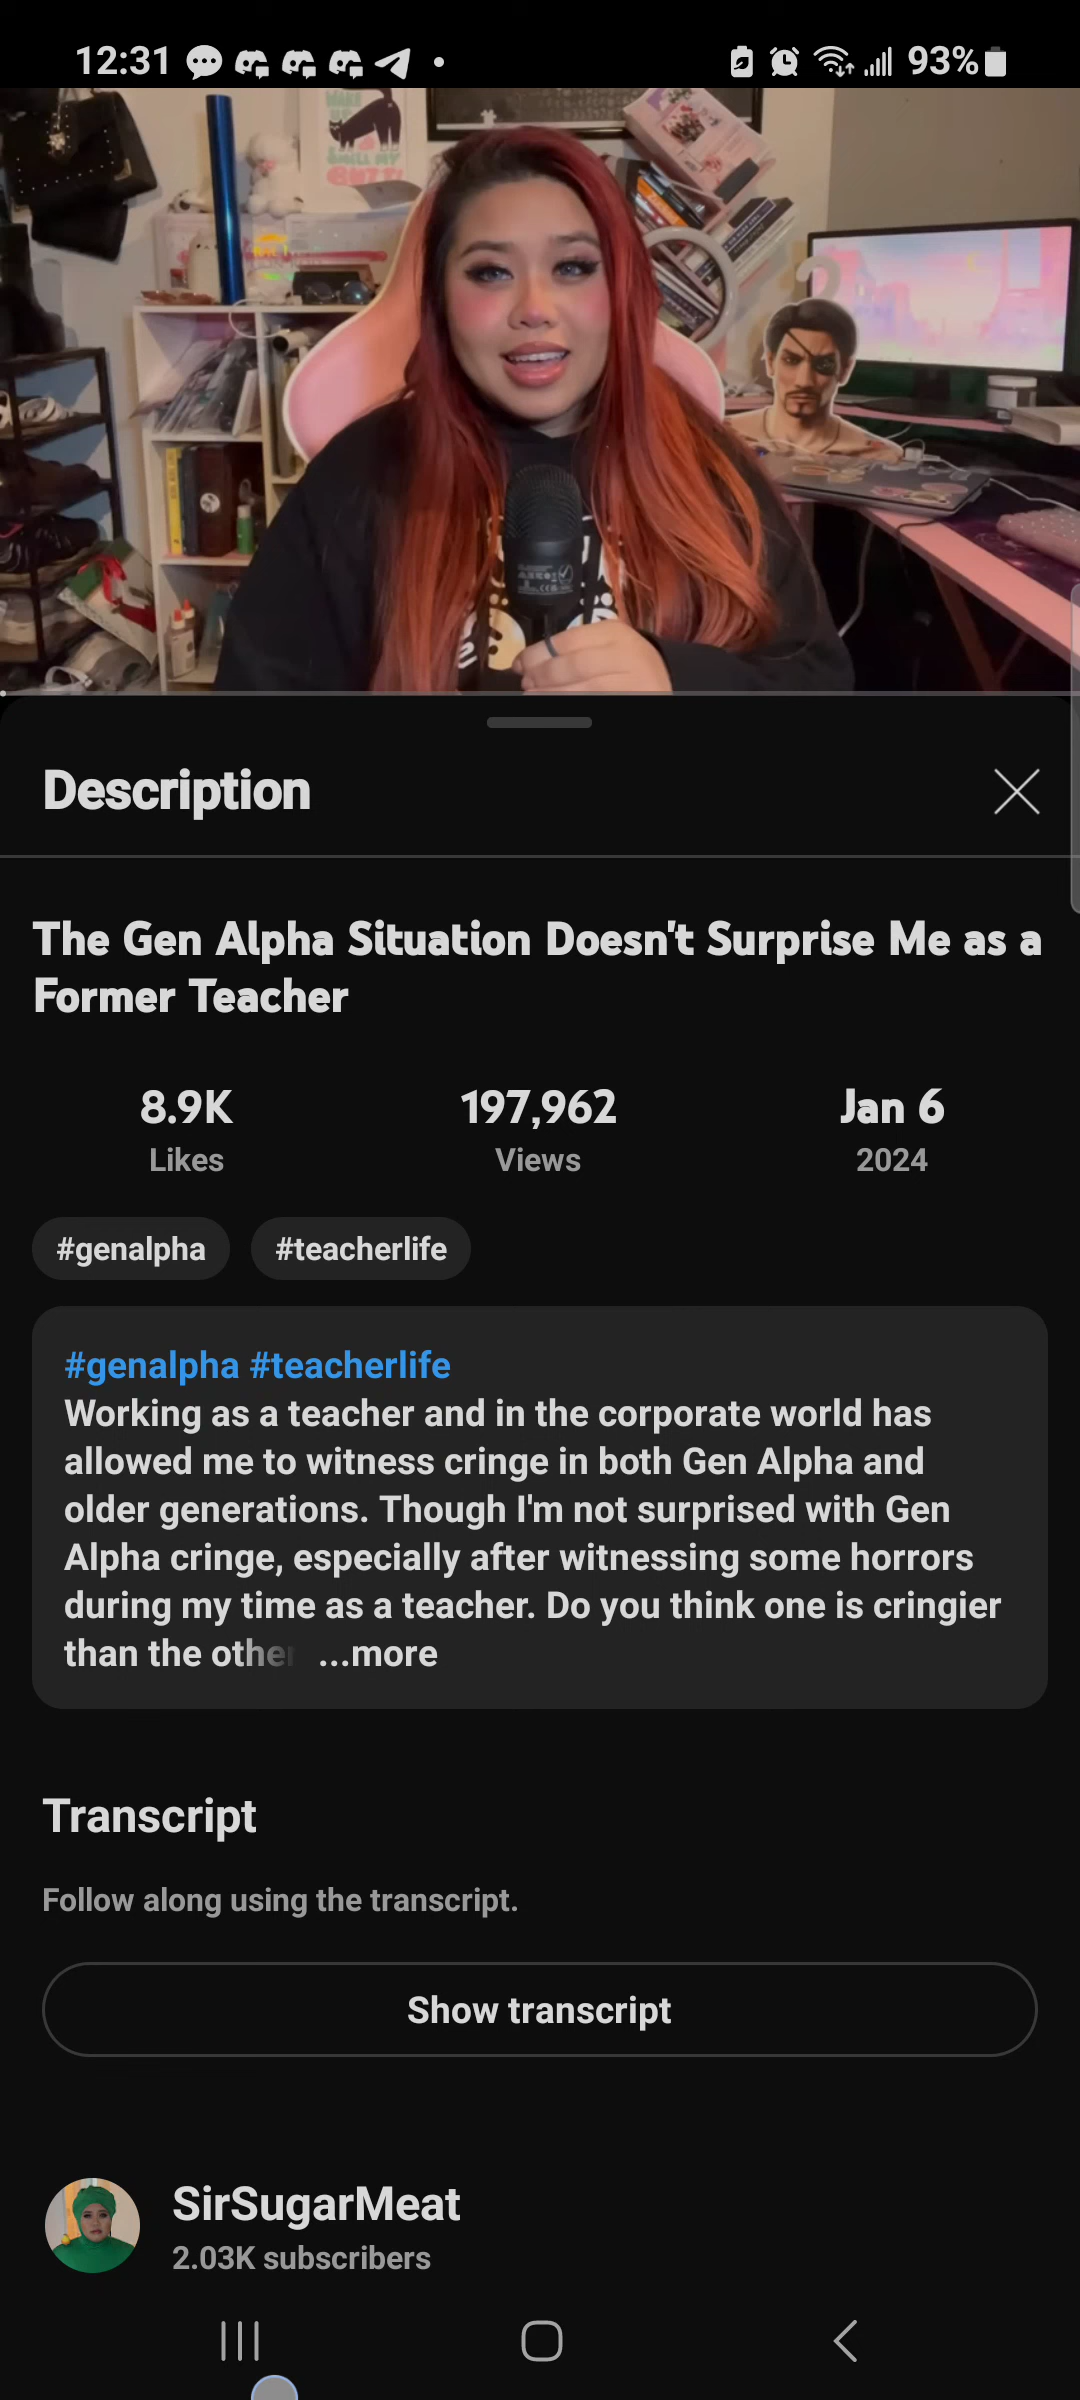 12:31
93%
The Gen Alpha Situation Doesn't Surprise Me as a
Former Teacher
Description
8.9K
Likes
197,962
Views
Jan 6
2024
#genalpha
#teacherlife
#genalpha #teacherlife
Working as a teacher and in the corporate world has
allowed me to witness cringe in both Gen Alpha and
older generations. Though I'm not surprised with Gen
Alpha cringe, especially after witnessing some horrors
during my time as a teacher. Do you think one is cringier
than the other ...more
Transcript
Follow along using the transcript.
Show transcript
SirSugarMeat
2.03K subscribers